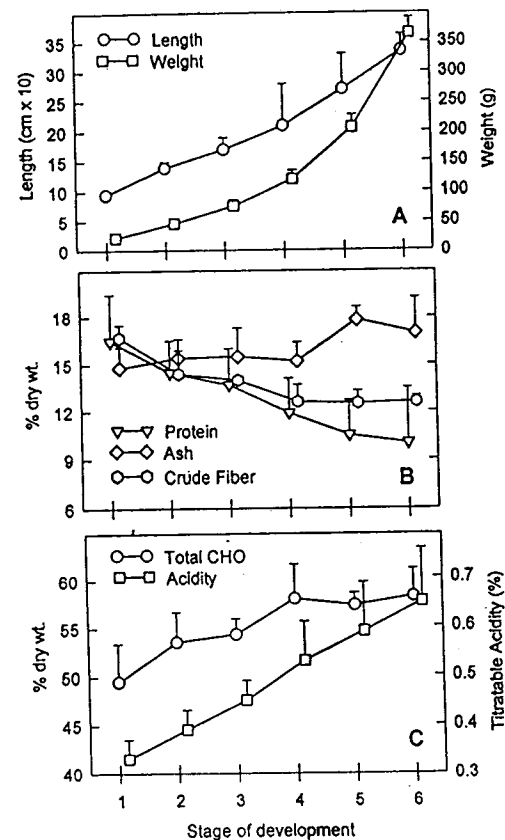 Length (cm x 10)
35
30
25
20
15
10
5
0
Length
Weight
A
350
300
250
200
150
100
50
0
Weight (g)
% dry wt.
18
15
12
9
6
Protein
Ash
Crude Fiber
B
% dry wt.
60
55
50
45
40
Total CHO
Acidity
C
0.7
0.6
0.5
0.4
0.3
Titratable Acidity (%)
1 2 3 4 5 6
Stage of development